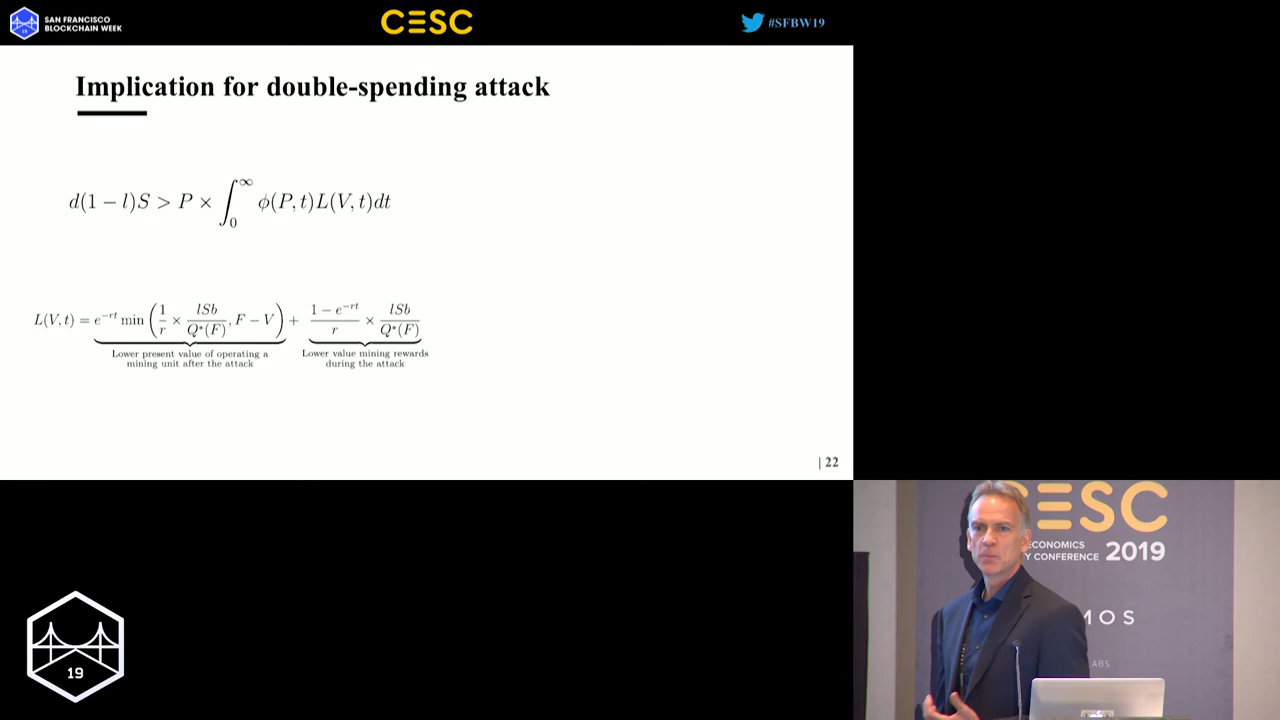 SAN FRANCISCO
BLOCKCHAIN WEEK
19
CESC
#SFBW19
Implication for double-spending attack
d(1 − l)S > P × ∫₀^∞ ϕ(P, t)L(V, t)dt
L(V, t) = e^{−rt} min (1/r × lSb/Q*(F), F − V) + (1 − e^{−rt})/r × lSb/Q*(F)
Lower present value of operating a
mining unit after the attack
Lower value mining rewards
during the attack
| 22
CESC
ECONOMICS
Y CONFERENCE 2019
MOS
ABS
19